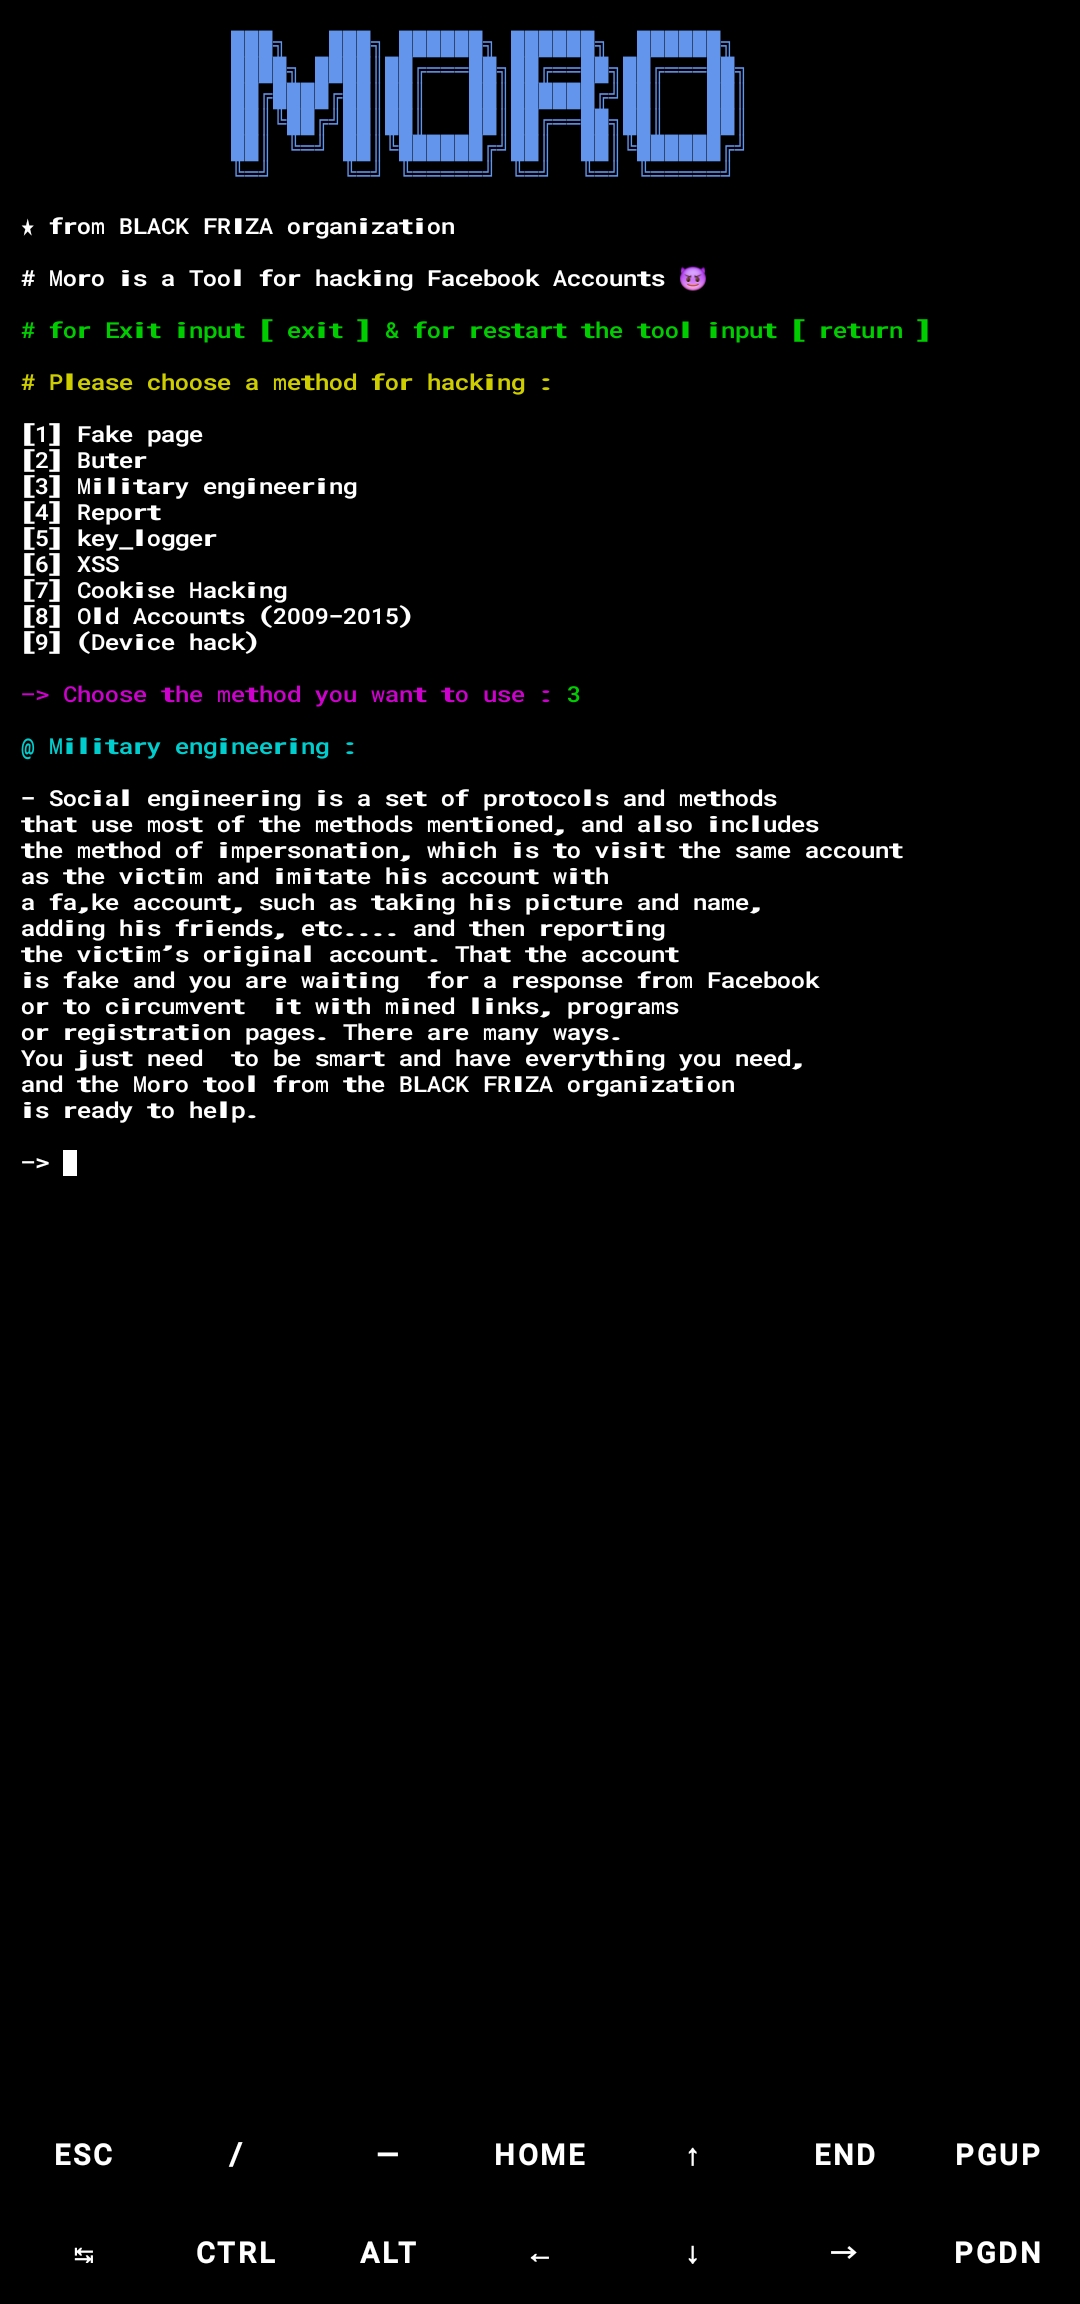 MORO
★ from BLACK FRIZA organization
# Moro is a Tool for hacking Facebook Accounts 😈
# for Exit input [ exit ] & for restart the tool input [ return ]
# Please choose a method for hacking :
[1] Fake page
[2] Buter
[3] Military engineering
[4] Report
[5] key_logger
[6] XSS
[7] Cookise Hacking
[8] Old Accounts (2009-2015)
[9] (Device hack)
-> Choose the method you want to use : 3
@ Military engineering :
- Social engineering is a set of protocols and methods
that use most of the methods mentioned, and also includes
the method of impersonation, which is to visit the same account
as the victim and imitate his account with
a fa,ke account, such as taking his picture and name,
adding his friends, etc.... and then reporting
the victim's original account. That the account
is fake and you are waiting  for a response from Facebook
or to circumvent  it with mined links, programs
or registration pages. There are many ways.
You just need  to be smart and have everything you need,
and the Moro tool from the BLACK FRIZA organization
is ready to help.
->
ESC / — HOME ↑ END PGUP
↹ CTRL ALT ← ↓ → PGDN